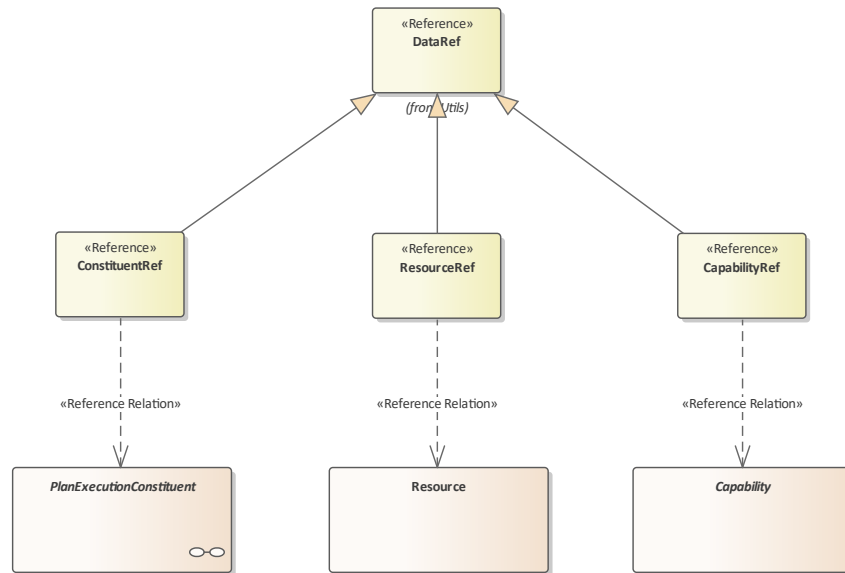 «Reference»
DataRef
(from Utils)
«Reference»
ConstituentRef
«Reference»
ResourceRef
«Reference»
CapabilityRef
«Reference Relation»
«Reference Relation»
«Reference Relation»
PlanExecutionConstituent
Resource
Capability